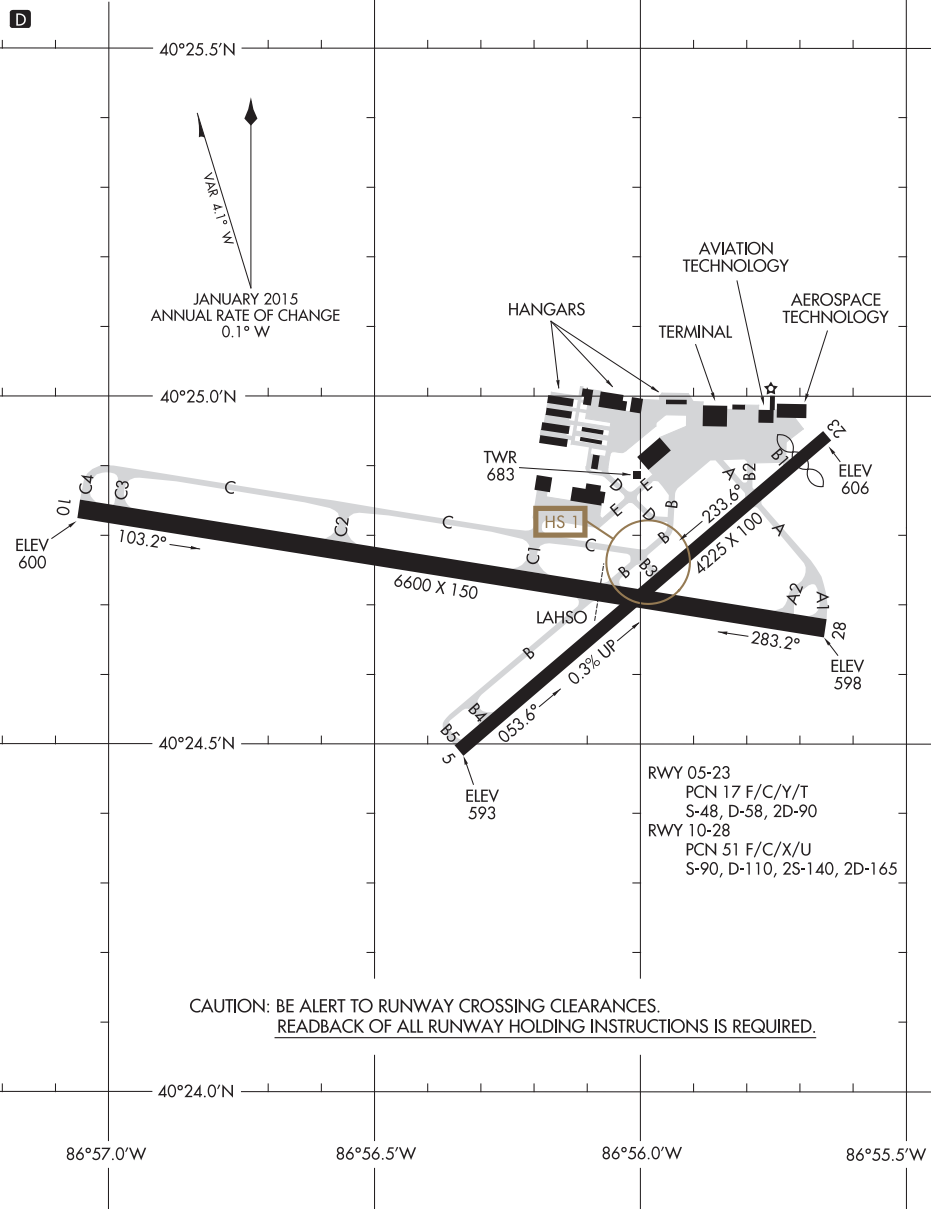 D
40°25.5'N
VAR 4.1° W
JANUARY 2015
ANNUAL RATE OF CHANGE
0.1° W
AVIATION
TECHNOLOGY
HANGARS
TERMINAL
AEROSPACE
TECHNOLOGY
40°25.0'N
23
TWR
683
ELEV
606
B1
B2
A
A
D
E
E
D
B
B
233.6°
4225 X 100
HS 1
C4
C3
C
10
C2
C
C1
C
B
B3
103.2°
ELEV
600
6600 X 150
LAHSO
A2
A1
28
283.2°
ELEV
598
B
0.3% UP
053.6°
B4
B5
5
40°24.5'N
ELEV
593
RWY 05-23
PCN 17 F/C/Y/T
S-48, D-58, 2D-90
RWY 10-28
PCN 51 F/C/X/U
S-90, D-110, 2S-140, 2D-165
CAUTION: BE ALERT TO RUNWAY CROSSING CLEARANCES.
READBACK OF ALL RUNWAY HOLDING INSTRUCTIONS IS REQUIRED.
40°24.0'N
86°57.0'W
86°56.5'W
86°56.0'W
86°55.5'W